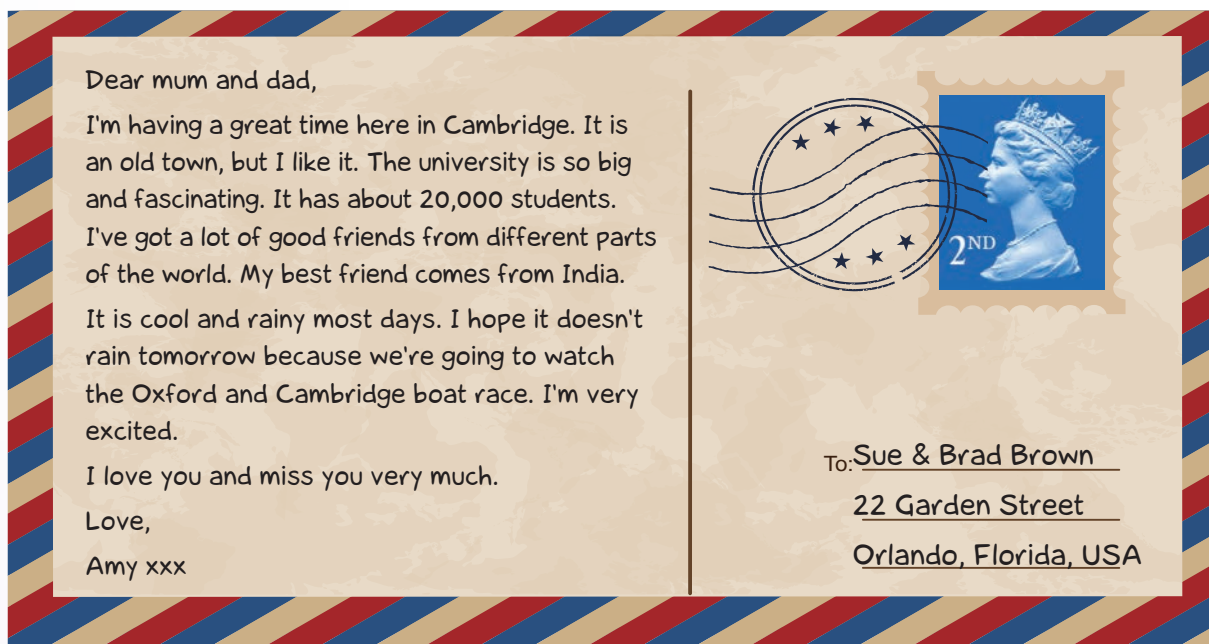 Dear mum and dad,
I'm having a great time here in Cambridge. It is
an old town, but I like it. The university is so big
and fascinating. It has about 20,000 students.
I've got a lot of good friends from different parts
of the world. My best friend comes from India.
It is cool and rainy most days. I hope it doesn't
rain tomorrow because we're going to watch
the Oxford and Cambridge boat race. I'm very
excited.
I love you and miss you very much.
Love,
Amy xxx
2ND
To: Sue & Brad Brown
22 Garden Street
Orlando, Florida, USA